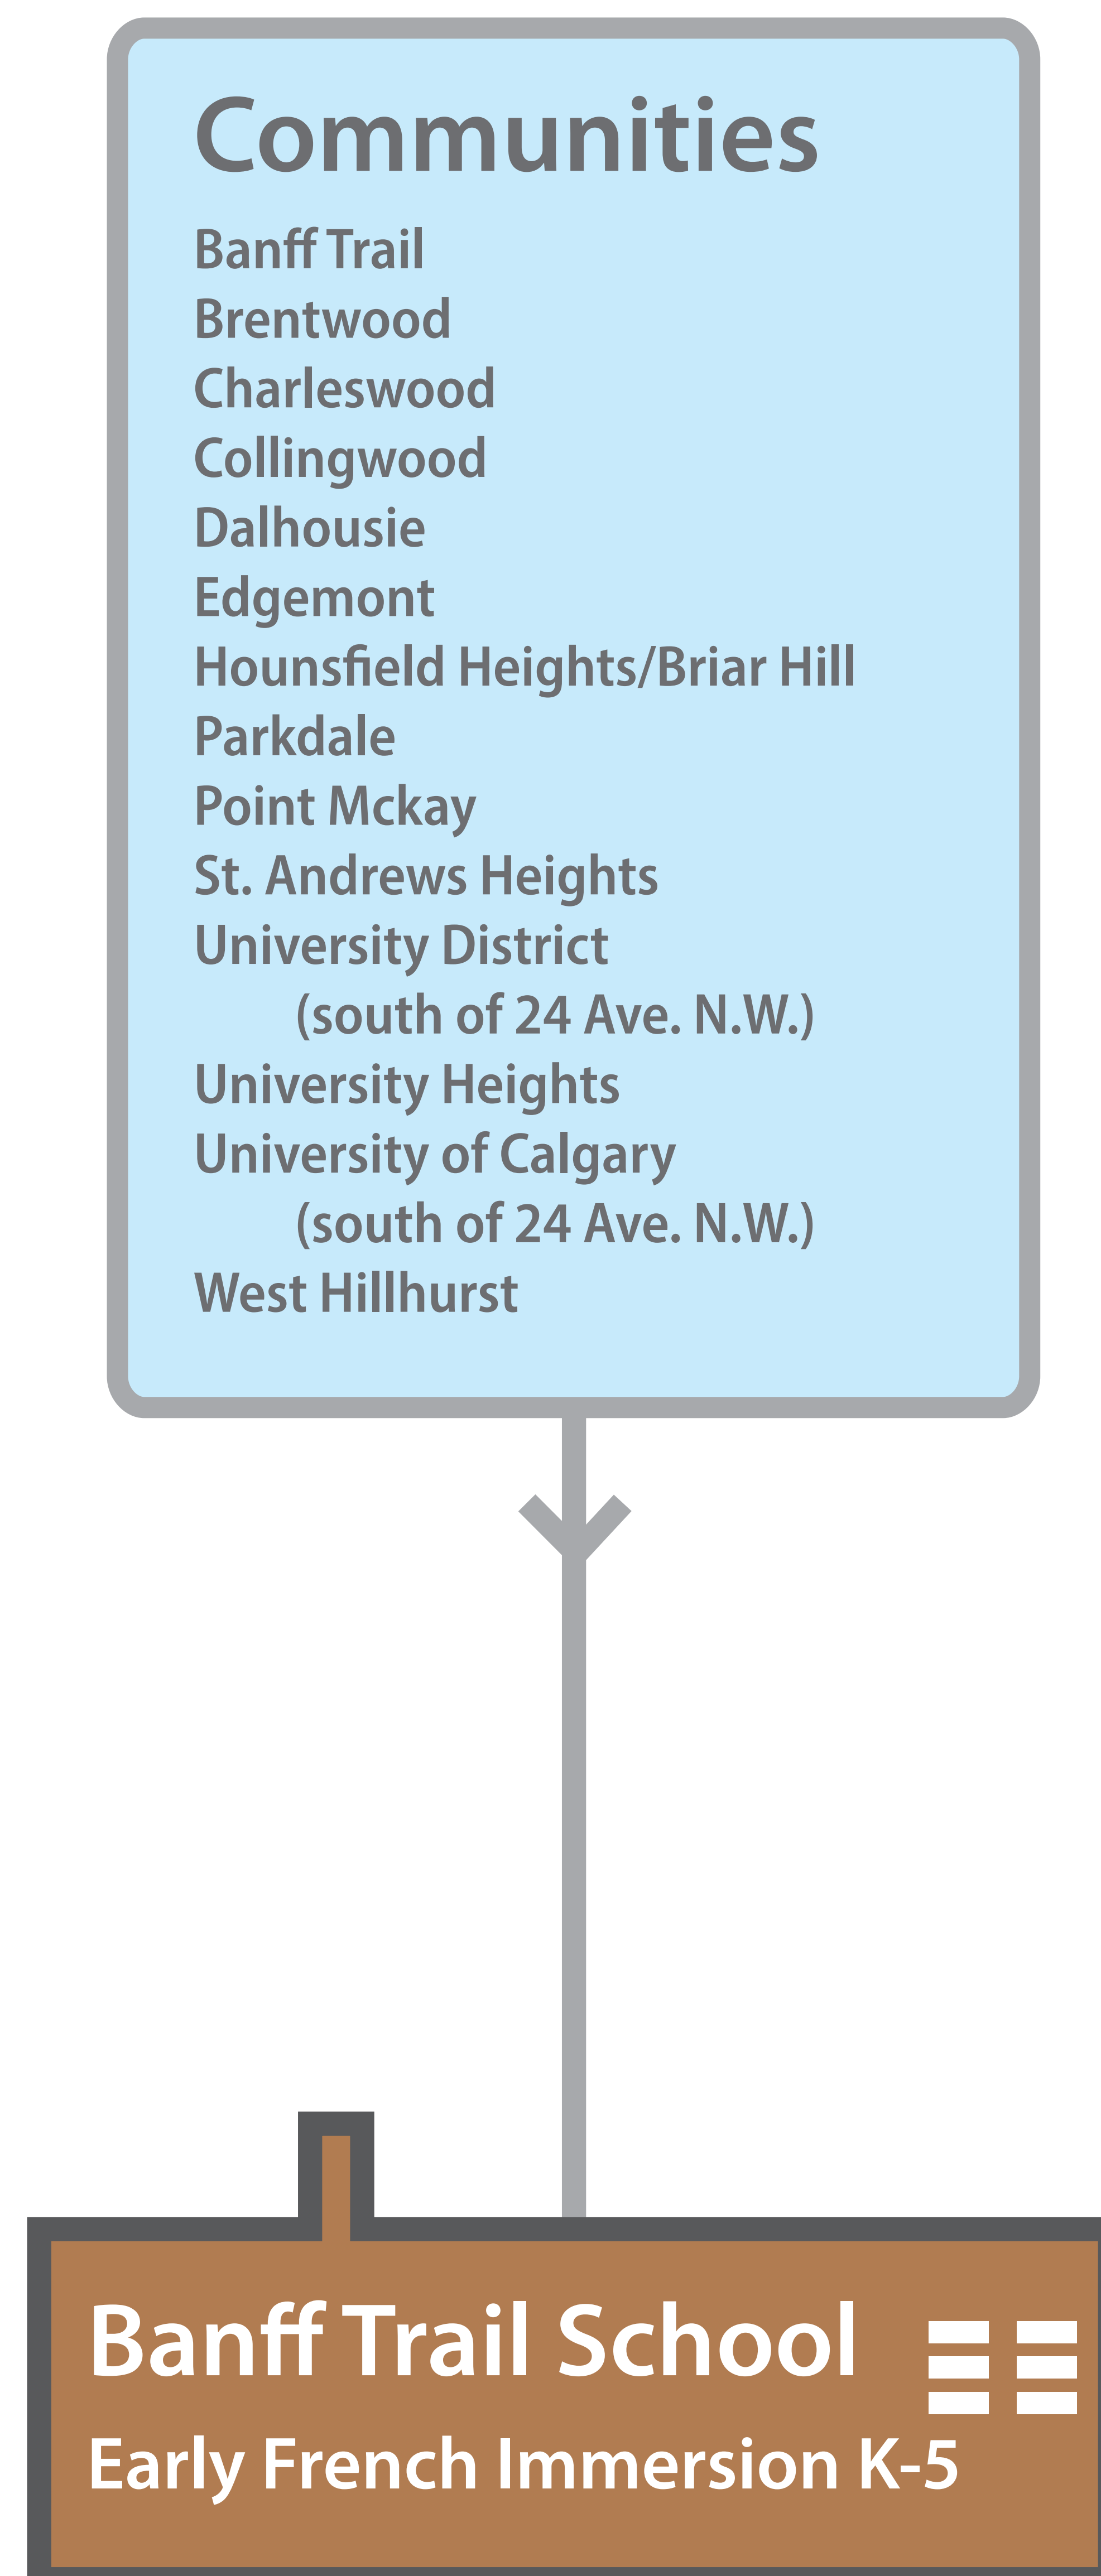 Communities
Banff Trail
Brentwood
Charleswood
Collingwood
Dalhousie
Edgemont
Hounsfield Heights/Briar Hill
Parkdale
Point Mckay
St. Andrews Heights
University District
(south of 24 Ave. N.W.)
University Heights
University of Calgary
(south of 24 Ave. N.W.)
West Hillhurst
Banff Trail School
Early French Immersion K-5